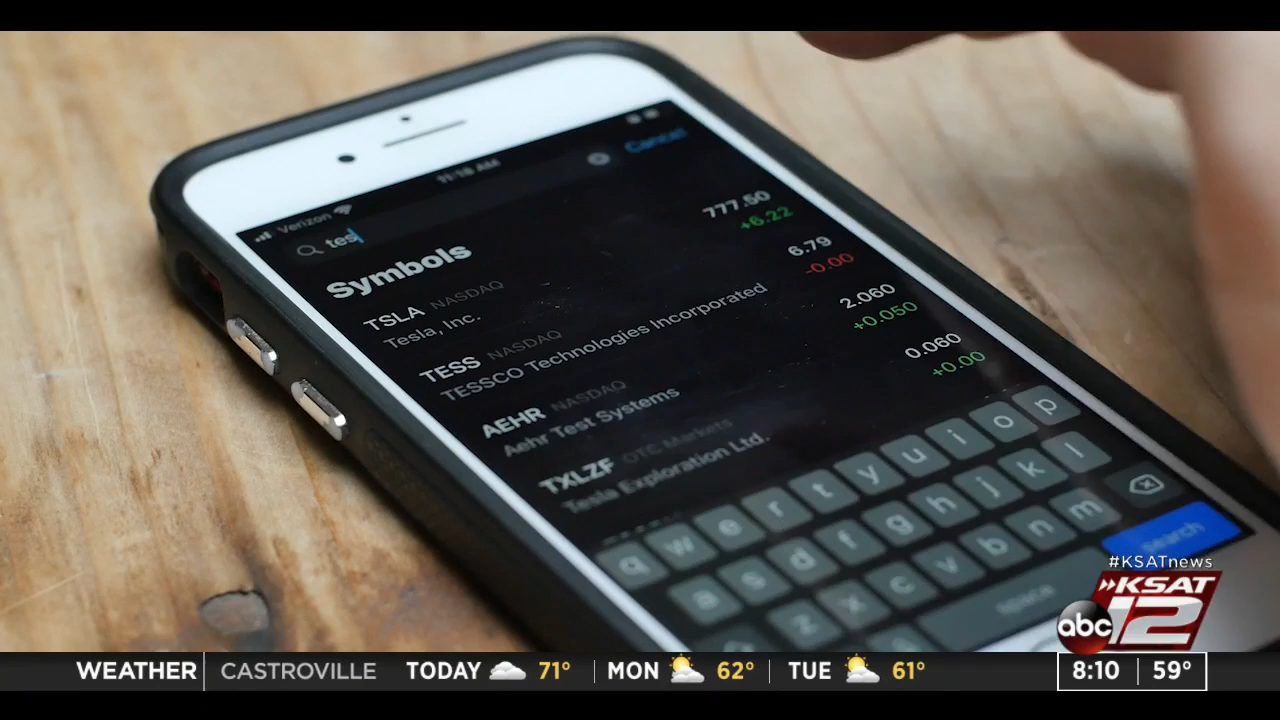 Verizon
11:18 AM
Cancel
tes
Symbols
TSLA NASDAQ
Tesla, Inc.
777.50
+6.22
TESS NASDAQ
TESSCO Technologies Incorporated
6.79
-0.00
AEHR NASDAQ
Aehr Test Systems
2.060
+0.050
TXLZF OTC Markets
Tesla Exploration Ltd.
0.060
+0.00
q w e r t y u i o p
a s d f g h j k l
z x c v b n m
space
search
#KSATnews
KSAT
abc 12
WEATHER CASTROVILLE TODAY 71° MON 62° TUE 61° 8:10 59°